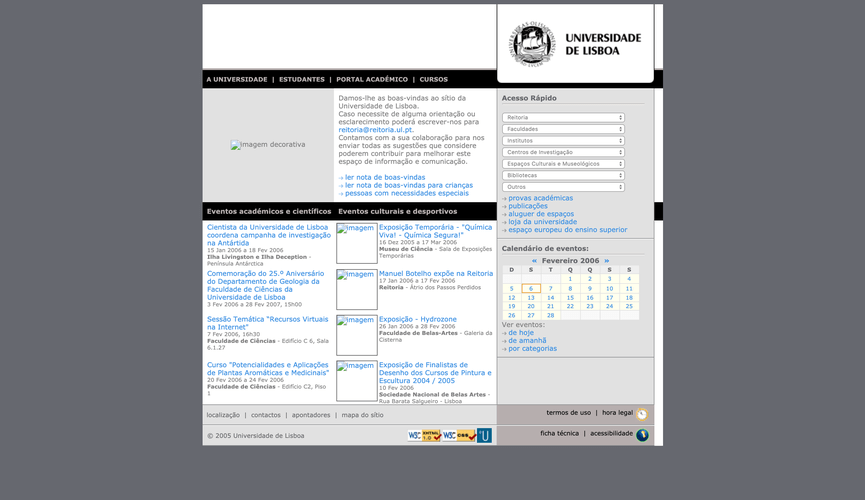 UNIVERSIDADE
DE LISBOA
A UNIVERSIDADE | ESTUDANTES | PORTAL ACADÉMICO | CURSOS
imagem decorativa
Damos-lhe as boas-vindas ao sítio da
Universidade de Lisboa.
Caso necessite de alguma orientação ou
esclarecimento poderá escrever-nos para
reitoria@reitoria.ul.pt.
Contamos com a sua colaboração para nos
enviar todas as sugestões que considere
poderem contribuir para melhorar este
espaço de informação e comunicação.
ler nota de boas-vindas
ler nota de boas-vindas para crianças
pessoas com necessidades especiais
Acesso Rápido
Reitoria
Faculdades
Institutos
Centros de Investigação
Espaços Culturais e Museológicos
Bibliotecas
Outros
provas académicas
publicações
aluguer de espaços
loja da universidade
espaço europeu do ensino superior
Eventos académicos e científicos
Cientista da Universidade de Lisboa
coordena campanha de investigação
na Antártida
15 Jan 2006 a 18 Fev 2006
Ilha Livingston e Ilha Deception -
Península Antárctica
Comemoração do 25.º Aniversário
do Departamento de Geologia da
Faculdade de Ciências da
Universidade de Lisboa
3 Fev 2006 a 28 Fev 2007, 15h00
Sessão Temática "Recursos Virtuais
na Internet"
7 Fev 2006, 16h30
Faculdade de Ciências - Edifício C 6, Sala
6.1.27
Curso "Potencialidades e Aplicações
de Plantas Aromáticas e Medicinais"
20 Fev 2006 a 24 Fev 2006
Faculdade de Ciências - Edifício C2, Piso
1
Eventos culturais e desportivos
imagem
Exposição Temporária - "Química
Viva! - Química Segura!"
16 Dez 2005 a 17 Mar 2006
Museu de Ciência - Sala de Exposições
Temporárias
imagem
Manuel Botelho expõe na Reitoria
17 Jan 2006 a 17 Fev 2006
Reitoria - Átrio dos Passos Perdidos
imagem
Exposição - Hydrozone
26 Jan 2006 a 28 Fev 2006
Faculdade de Belas-Artes - Galeria da
Cisterna
imagem
Exposição de Finalistas de
Desenho dos Cursos de Pintura e
Escultura 2004 / 2005
10 Fev 2006
Sociedade Nacional de Belas Artes -
Rua Barata Salgueiro - Lisboa
Calendário de eventos:
« Fevereiro 2006 »
D S T Q Q S S
1 2 3 4
5 6 7 8 9 10 11
12 13 14 15 16 17 18
19 20 21 22 23 24 25
26 27 28
Ver eventos:
de hoje
de amanhã
por categorias
localização | contactos | apontadores | mapa do sítio
termos de uso | hora legal
© 2005 Universidade de Lisboa
W3C XHTML 1.0
W3C CSS
U
ficha técnica | acessibilidade